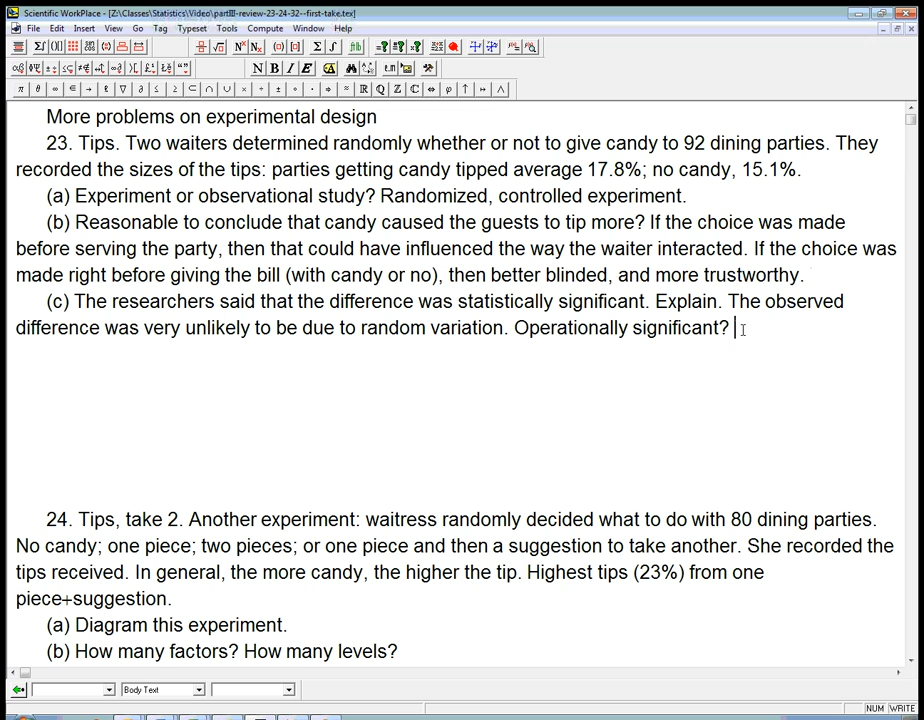 Scientific WorkPlace - [Z:\Classes\Statistics\Video\partIII-review-23-24-32--first-take.tex]
File Edit Insert View Go Tag Typeset Tools Compute Window Help
More problems on experimental design
23. Tips. Two waiters determined randomly whether or not to give candy to 92 dining parties. They
recorded the sizes of the tips: parties getting candy tipped average 17.8%; no candy, 15.1%.
(a) Experiment or observational study? Randomized, controlled experiment.
(b) Reasonable to conclude that candy caused the guests to tip more? If the choice was made
before serving the party, then that could have influenced the way the waiter interacted. If the choice was
made right before giving the bill (with candy or no), then better blinded, and more trustworthy.
(c) The researchers said that the difference was statistically significant. Explain. The observed
difference was very unlikely to be due to random variation. Operationally significant?
24. Tips, take 2. Another experiment: waitress randomly decided what to do with 80 dining parties.
No candy; one piece; two pieces; or one piece and then a suggestion to take another. She recorded the
tips received. In general, the more candy, the higher the tip. Highest tips (23%) from one
piece+suggestion.
(a) Diagram this experiment.
(b) How many factors? How many levels?
Body Text
NUM WRITE